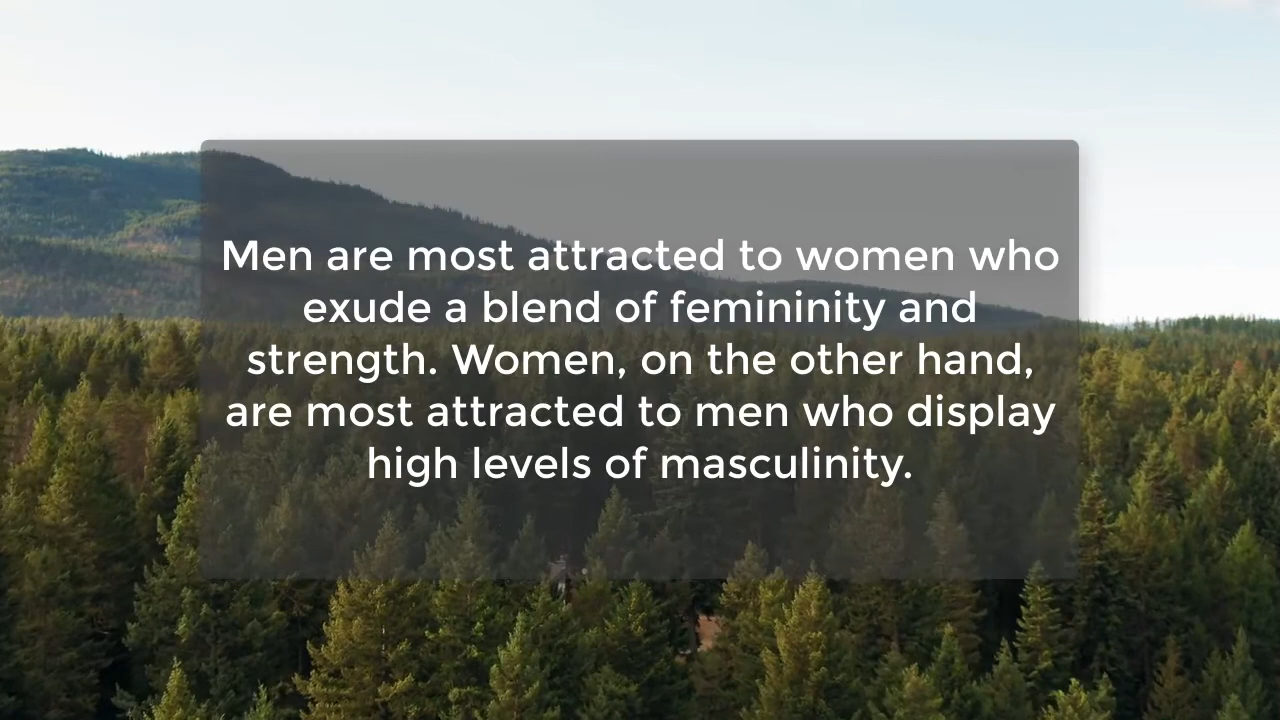 Men are most attracted to women who
exude a blend of femininity and
strength. Women, on the other hand,
are most attracted to men who display
high levels of masculinity.